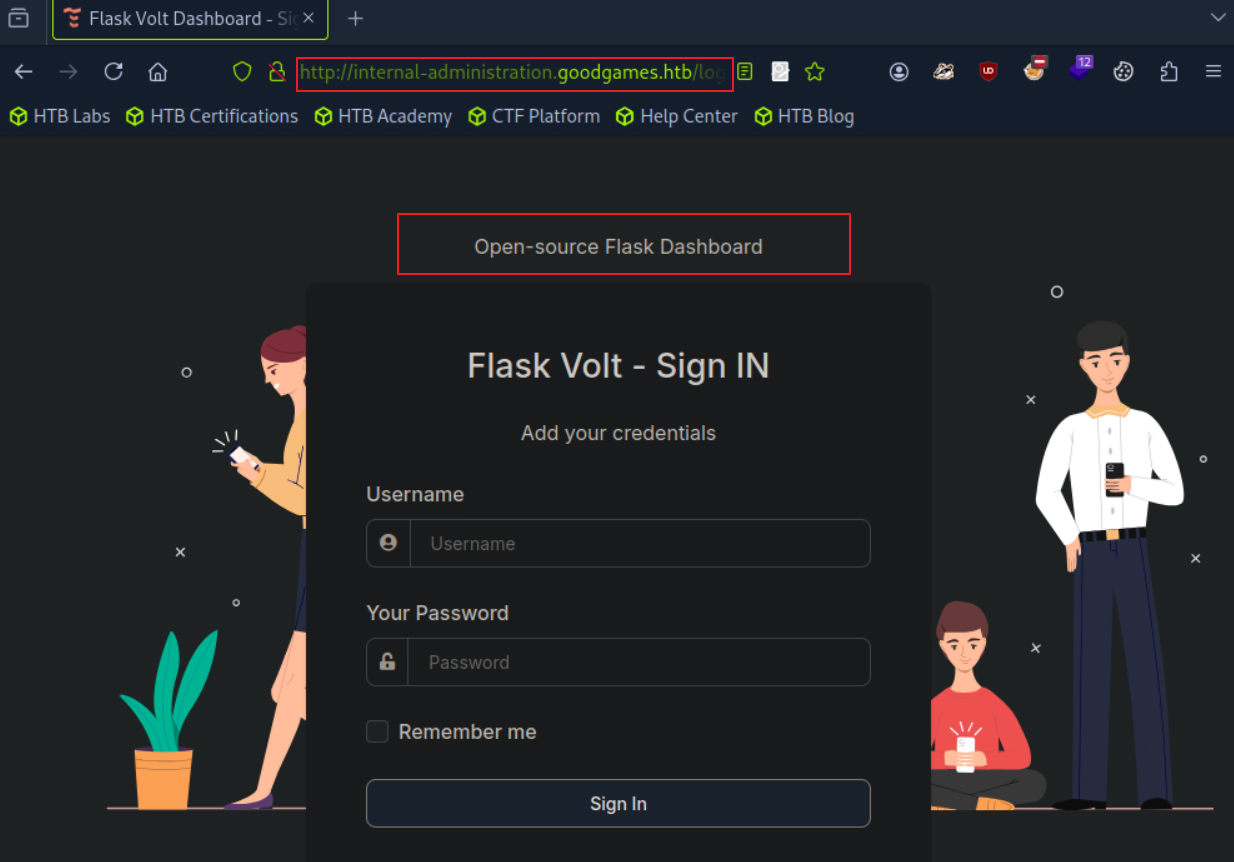 Flask Volt Dashboard - Sig
http://internal-administration.goodgames.htb/log
12
HTB Labs HTB Certifications HTB Academy CTF Platform Help Center HTB Blog
Open-source Flask Dashboard
Flask Volt - Sign IN
Add your credentials
Username
Username
Your Password
Password
Remember me
Sign In